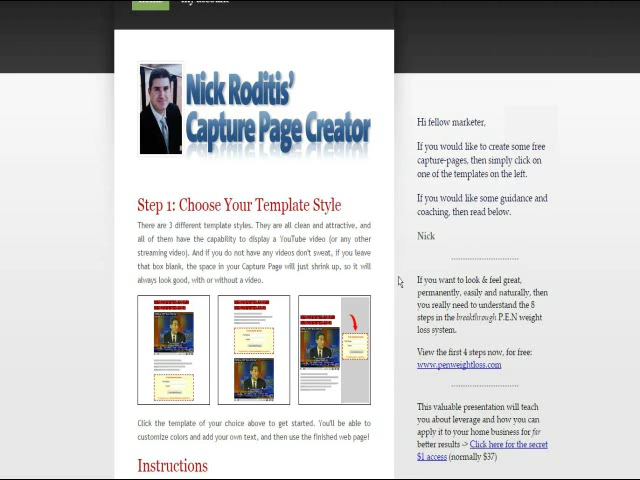 my account
Nick Roditis'
Capture Page Creator
Step 1: Choose Your Template Style
There are 3 different template styles. They are all clean and attractive, and
all of them have the capability to display a YouTube video (or any other
streaming video). And if you do not have any videos don't sweat, if you leave
that box blank, the space in your Capture Page will just shrink up, so it will
always look good, with or without a video.
Click the template of your choice above to get started. You'll be able to
customize colors and add your own text, and then use the finished web page!
Instructions
Hi fellow marketer,
If you would like to create some free
capture-pages, then simply click on
one of the templates on the left.
If you would like some guidance and
coaching, then read below.
Nick
If you want to look & feel great,
permanently, easily and naturally, then
you really need to understand the 8
steps in the breakthrough P.E.N weight
loss system.
View the first 4 steps now, for free:
www.penweightloss.com
This valuable presentation will teach
you about leverage and how you can
apply it to your home business for far
better results -> Click here for the secret
$1 access (normally $37)